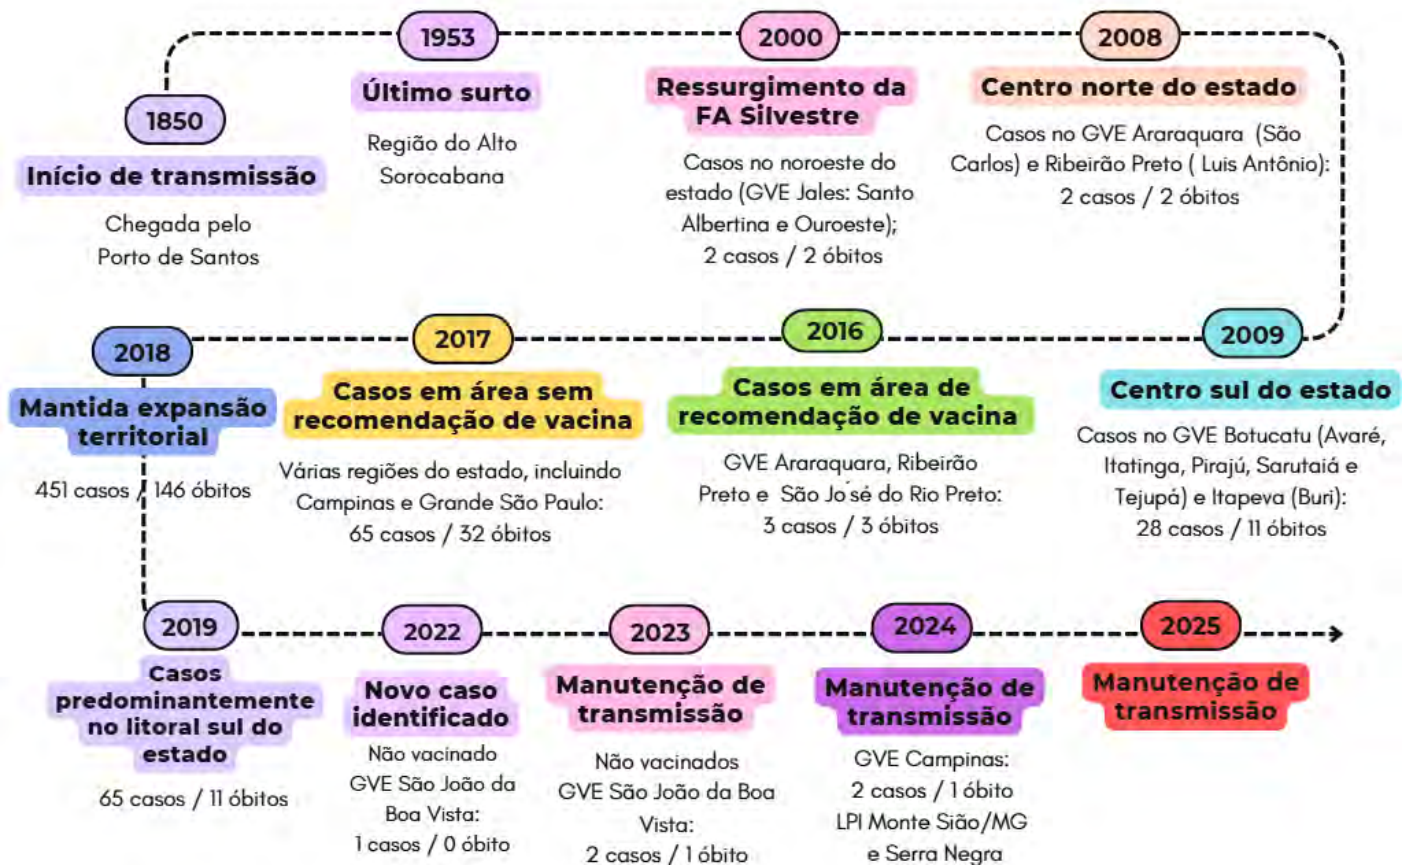 1850
Início de transmissão
Chegada pelo
Porto de Santos
1953
Último surto
Região do Alto
Sorocabana
2000
Ressurgimento da
FA Silvestre
Casos no noroeste do
estado (GVE Jales: Santo
Albertina e Ouroeste);
2 casos / 2 óbitos
2008
Centro norte do estado
Casos no GVE Araraquara (São
Carlos) e Ribeirão Preto ( Luis Antônio):
2 casos / 2 óbitos
2009
Centro sul do estado
Casos no GVE Botucatu (Avaré,
Itatinga, Pirajú, Sarutaiá e
Tejupá) e Itapeva (Buri):
28 casos / 11 óbitos
2016
Casos em área de
recomendação de vacina
GVE Araraquara, Ribeirão
Preto e São José do Rio Preto:
3 casos / 3 óbitos
2017
Casos em área sem
recomendação de vacina
Várias regiões do estado, incluindo
Campinas e Grande São Paulo:
65 casos / 32 óbitos
2018
Mantida expansão
territorial
451 casos / 146 óbitos
2019
Casos
predominantemente
no litoral sul do
estado
65 casos / 11 óbitos
2022
Novo caso
identificado
Não vacinado
GVE São João da
Boa Vista:
1 casos / 0 óbito
2023
Manutenção de
transmissão
Não vacinados
GVE São João da Boa
Vista:
2 casos / 1 óbito
2024
Manutenção de
transmissão
GVE Campinas:
2 casos / 1 óbito
LPI Monte Sião/MG
e Serra Negra
2025
Manutenção de
transmissão